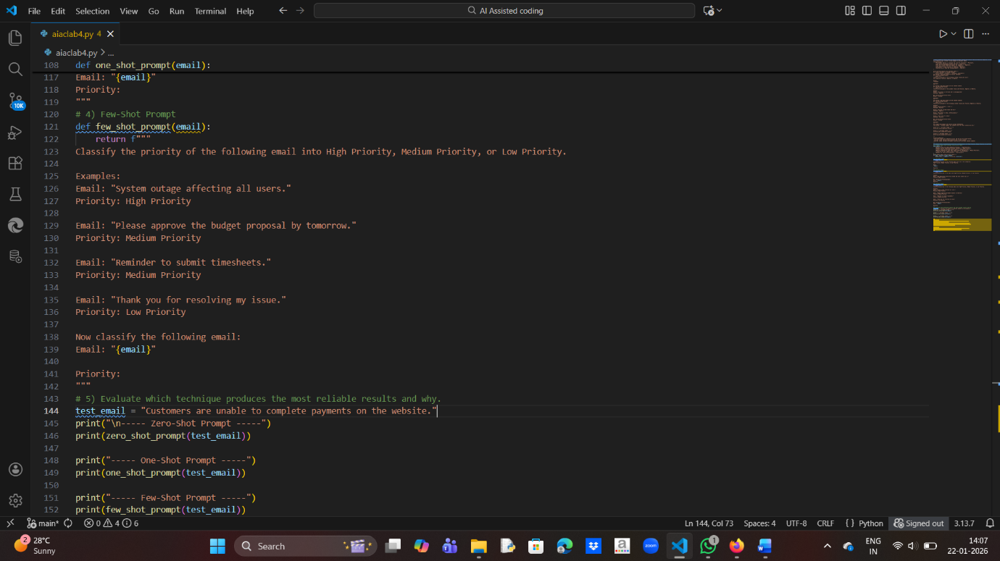 File Edit Selection View Go Run Terminal Help
AI Assisted coding
aiaclab4.py 4
aiaclab4.py > ...
108 def one_shot_prompt(email):
117 Email: "{email}"
118 Priority:
119 """
120 # 4) Few-Shot Prompt
121 def few_shot_prompt(email):
122     return f"""
123 Classify the priority of the following email into High Priority, Medium Priority, or Low Priority.
124
125 Examples:
126 Email: "System outage affecting all users."
127 Priority: High Priority
128
129 Email: "Please approve the budget proposal by tomorrow."
130 Priority: Medium Priority
131
132 Email: "Reminder to submit timesheets."
133 Priority: Medium Priority
134
135 Email: "Thank you for resolving my issue."
136 Priority: Low Priority
137
138 Now classify the following email:
139 Email: "{email}"
140
141 Priority:
142 """
143 # 5) Evaluate which technique produces the most reliable results and why.
144 test_email = "Customers are unable to complete payments on the website."
145 print("\n----- Zero-Shot Prompt -----")
146 print(zero_shot_prompt(test_email))
147
148 print("----- One-Shot Prompt -----")
149 print(one_shot_prompt(test_email))
150
151 print("----- Few-Shot Prompt -----")
152 print(few_shot_prompt(test_email))
10K
main* 0 4 6
Ln 144, Col 73 Spaces: 4 UTF-8 CRLF {} Python Signed out 3.13.7
2
28°C
Sunny
Search
a
zoom
1
ENG
IN
14:07
22-01-2026